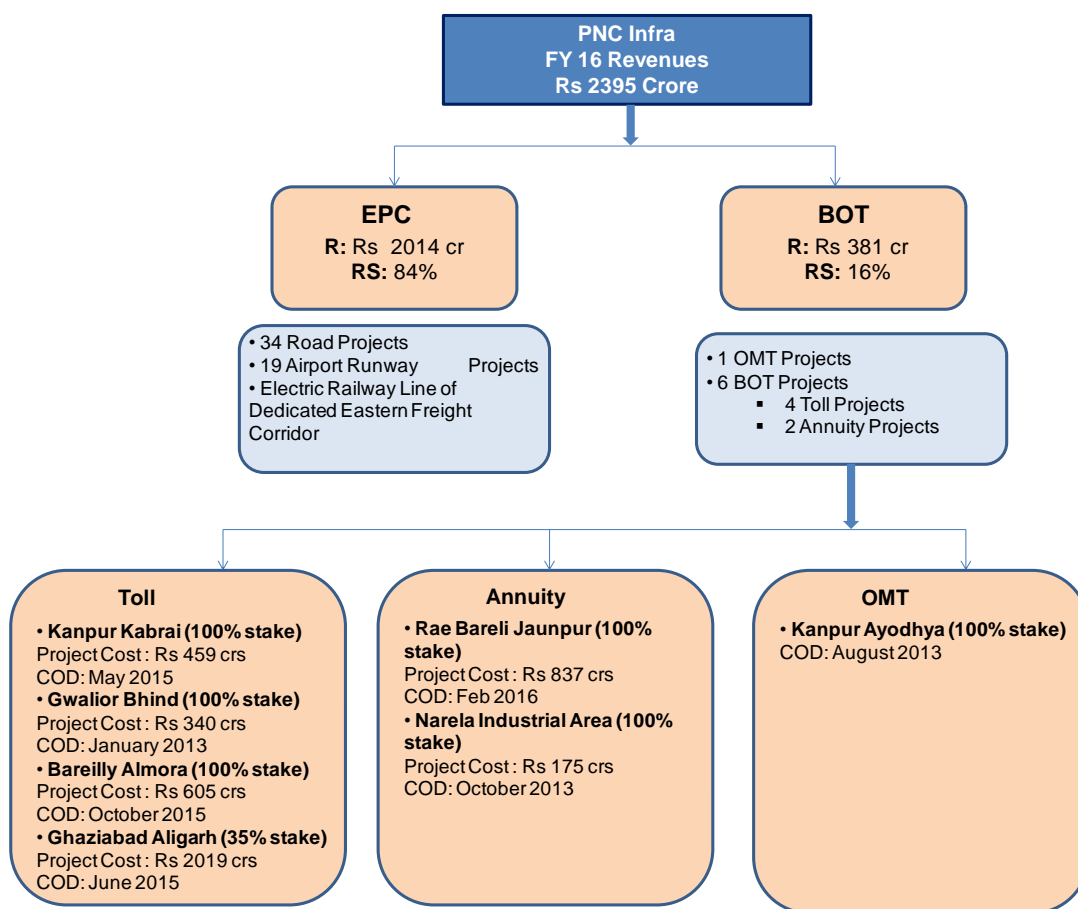 PNC Infra
FY 16 Revenues
Rs 2395 Crore
EPC
R: Rs 2014 cr
RS: 84%
BOT
R: Rs 381 cr
RS: 16%
• 34 Road Projects
• 19 Airport Runway Projects
• Electric Railway Line of
Dedicated Eastern Freight
Corridor
• 1 OMT Projects
• 6 BOT Projects
▪ 4 Toll Projects
▪ 2 Annuity Projects
Toll
• Kanpur Kabrai (100% stake)
Project Cost : Rs 459 crs
COD: May 2015
• Gwalior Bhind (100% stake)
Project Cost : Rs 340 crs
COD: January 2013
• Bareilly Almora (100% stake)
Project Cost : Rs 605 crs
COD: October 2015
• Ghaziabad Aligarh (35% stake)
Project Cost : Rs 2019 crs
COD: June 2015
Annuity
• Rae Bareli Jaunpur (100%
stake)
Project Cost : Rs 837 crs
COD: Feb 2016
• Narela Industrial Area (100%
stake)
Project Cost : Rs 175 crs
COD: October 2013
OMT
• Kanpur Ayodhya (100% stake)
COD: August 2013